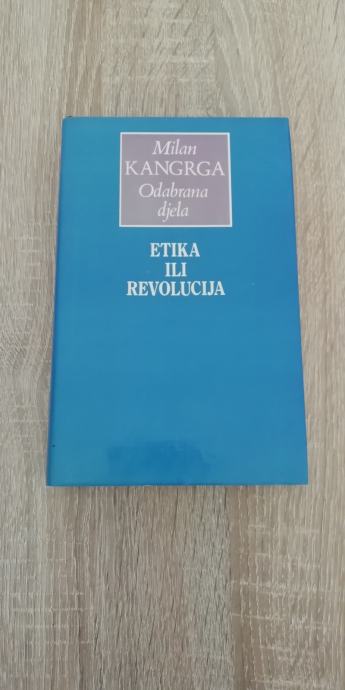 Milan
KANGRGA
Odabrana
djela
ETIKA
ILI
REVOLUCIJA